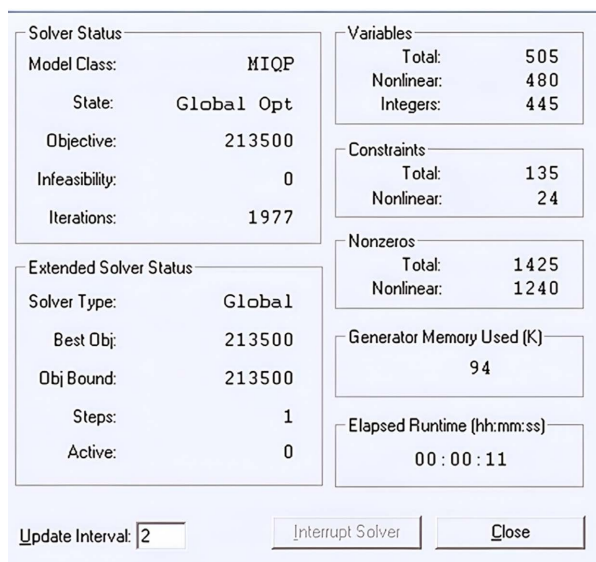 Solver Status
Model Class: MIQP
State: Global Opt
Objective: 213500
Infeasibility: 0
Iterations: 1977
Extended Solver Status
Solver Type: Global
Best Obj: 213500
Obj Bound: 213500
Steps: 1
Active: 0
Variables
Total: 505
Nonlinear: 480
Integers: 445
Constraints
Total: 135
Nonlinear: 24
Nonzeros
Total: 1425
Nonlinear: 1240
Generator Memory Used (K)
94
Elapsed Runtime (hh:mm:ss)
00:00:11
Update Interval: 2
Interrupt Solver
Close